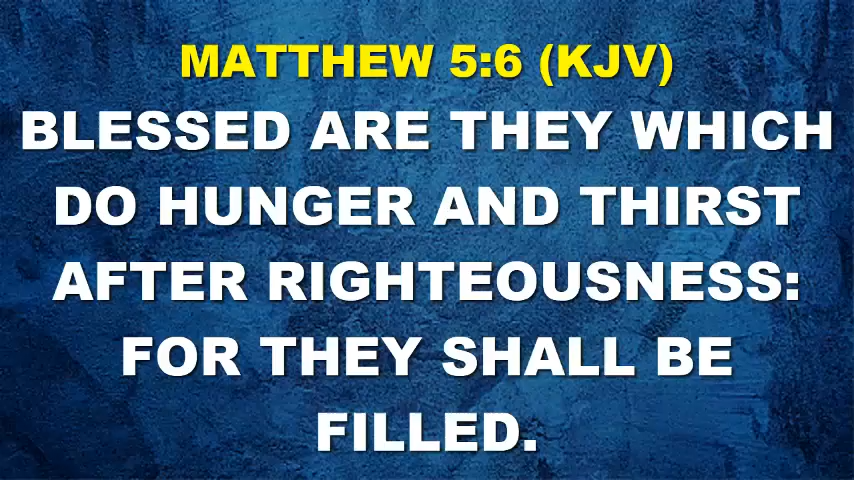 MATTHEW 5:6 (KJV)
BLESSED ARE THEY WHICH
DO HUNGER AND THIRST
AFTER RIGHTEOUSNESS:
FOR THEY SHALL BE
FILLED.